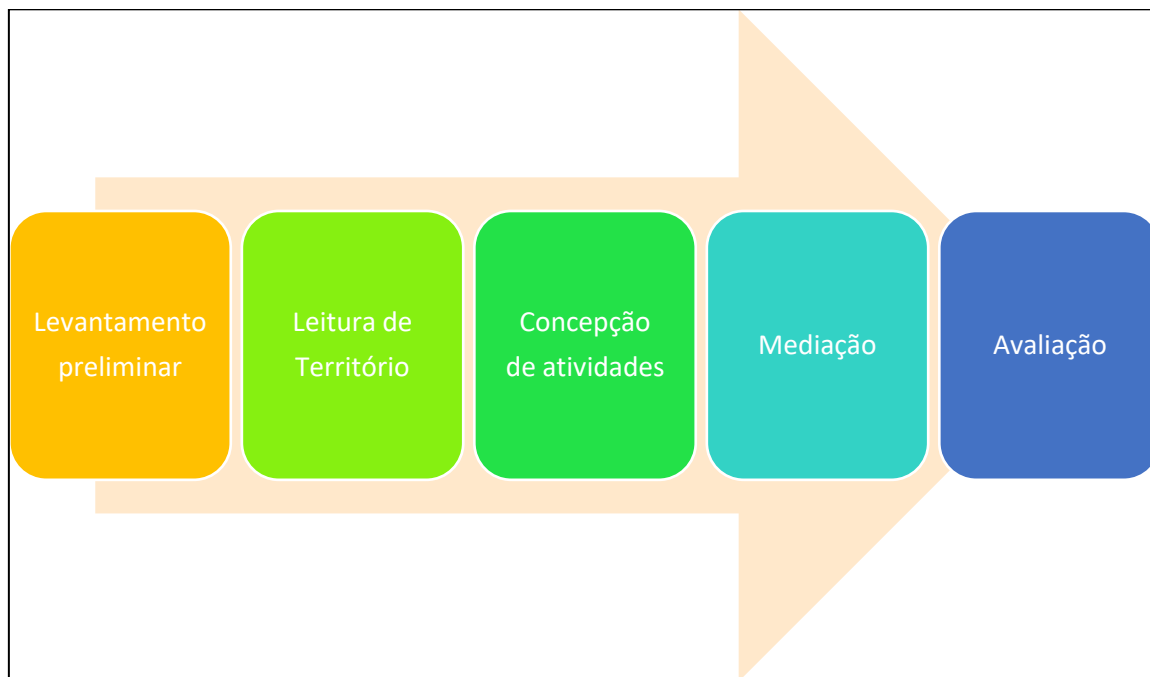 Levantamento
preliminar
Leitura de
Território
Concepção
de atividades
Mediação
Avaliação